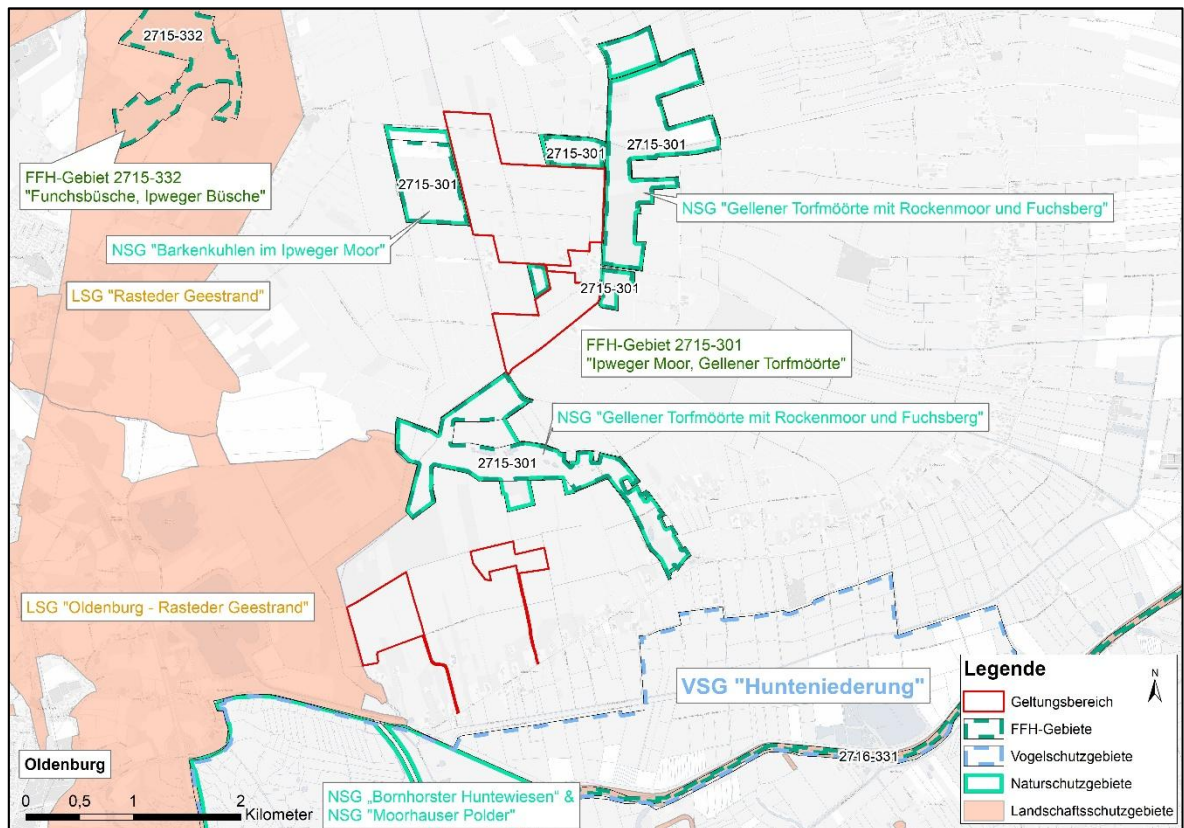 2715-332
FFH-Gebiet 2715-332
"Funchsbüsche, Ipweger Büsche"
2715-301
2715-301
2715-301
NSG "Gellener Torfmöörte mit Rockenmoor und Fuchsberg"
NSG "Barkenkuhlen im Ipweger Moor"
LSG "Rasteder Geestrand"
2715-301
FFH-Gebiet 2715-301
"Ipweger Moor, Gellener Torfmöörte"
NSG "Gellener Torfmöörte mit Rockenmoor und Fuchsberg"
2715-301
LSG "Oldenburg - Rasteder Geestrand"
VSG "Hunteniederung"
2716-331
Oldenburg
0 0,5 1 2
Kilometer
NSG „Bornhorster Huntewiesen" &
NSG "Moorhauser Polder"
Legende
N
Geltungsbereich
FFH-Gebiete
Vogelschutzgebiete
Naturschutzgebiete
Landschaftsschutzgebiete